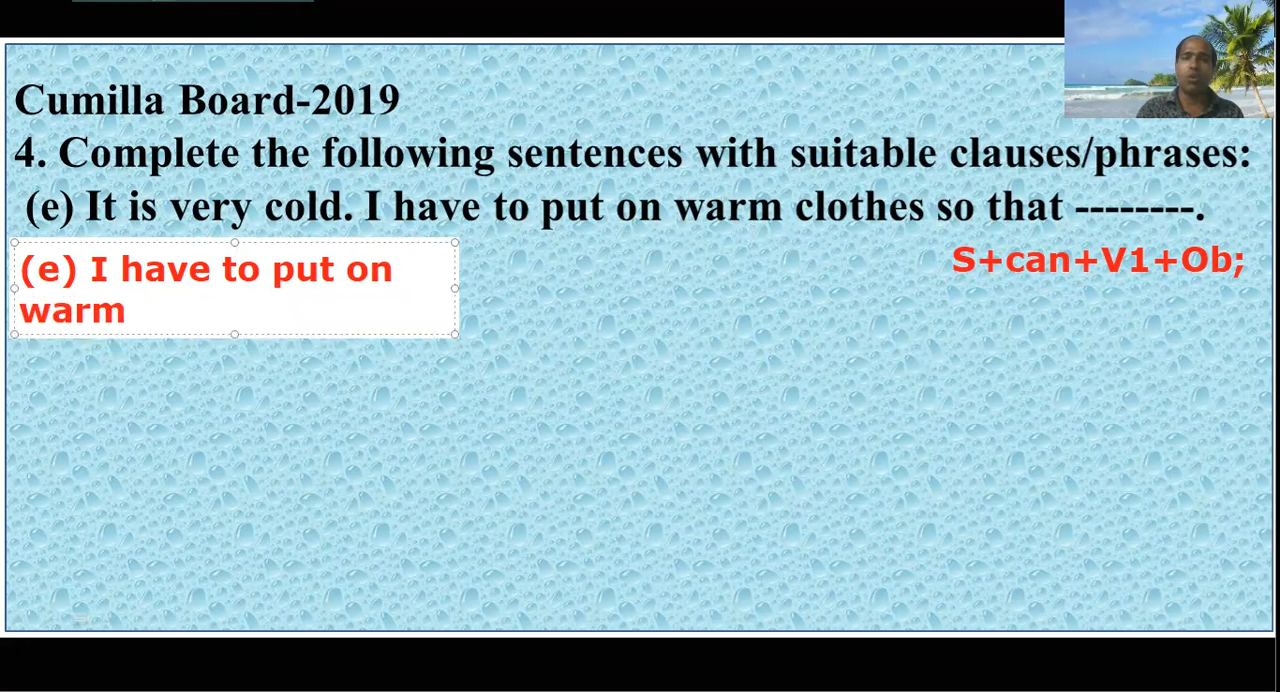 Cumilla Board-2019
4. Complete the following sentences with suitable clauses/phrases:
(e) It is very cold. I have to put on warm clothes so that --------.
S+can+V1+Ob;
(e) I have to put on
warm